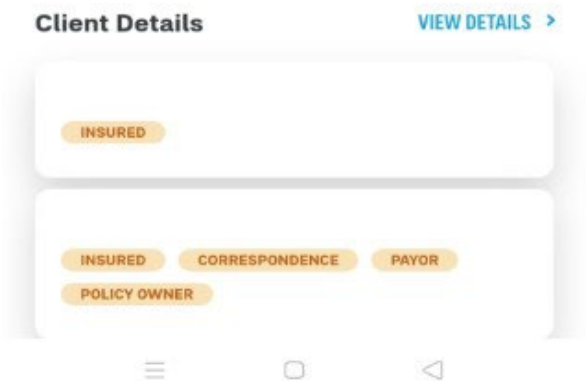 Client Details VIEW DETAILS >
INSURED
INSURED CORRESPONDENCE PAYOR
POLICY OWNER